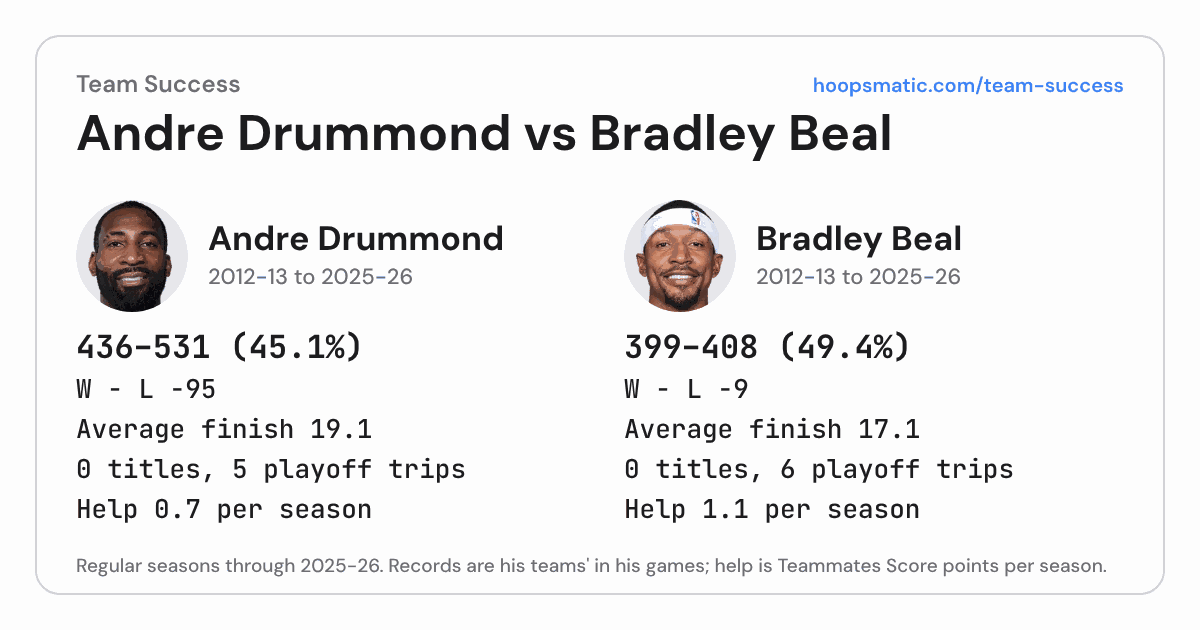 Team Success
hoopsmatic.com/team-success
Andre Drummond vs Bradley Beal
Andre Drummond
2012-13 to 2025-26
436-531 (45.1%)
W - L -95
Average finish 19.1
0 titles, 5 playoff trips
Help 0.7 per season
Bradley Beal
2012-13 to 2025-26
399-408 (49.4%)
W - L -9
Average finish 17.1
0 titles, 6 playoff trips
Help 1.1 per season
Regular seasons through 2025-26. Records are his teams' in his games; help is Teammates Score points per season.